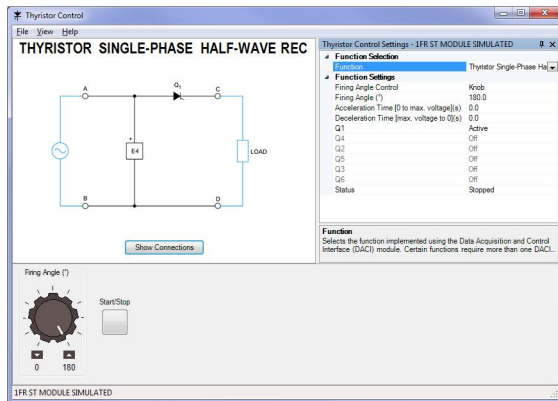 Thyristor Control
File View Help
THYRISTOR SINGLE-PHASE HALF-WAVE REC
A
Q1
C
+
E4
LOAD
B
D
Show Connections
Thyristor Control Settings - 1FR ST MODULE SIMULATED
Function Selection
Function Thyristor Single-Phase Ha
Function Settings
Firing Angle Control Knob
Firing Angle (°) 180.0
Acceleration Time [0 to max. voltage](s) 0.0
Deceleration Time [max. voltage to 0](s) 0.0
Q1 Active
Q4 Off
Q2 Off
Q5 Off
Q3 Off
Q6 Off
Status Stopped
Function
Selects the function implemented using the Data Acquisition and Control
Interface (DACI) module. Certain functions require more than one DACI...
Firing Angle (°)
0 180
Start/Stop
1FR ST MODULE SIMULATED